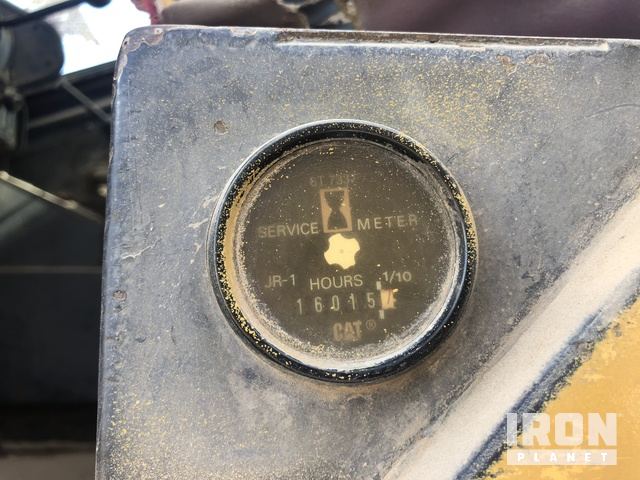 SERVICE METER
JR-1 HOURS 1/10
16015
CAT®
IRON
PLANET